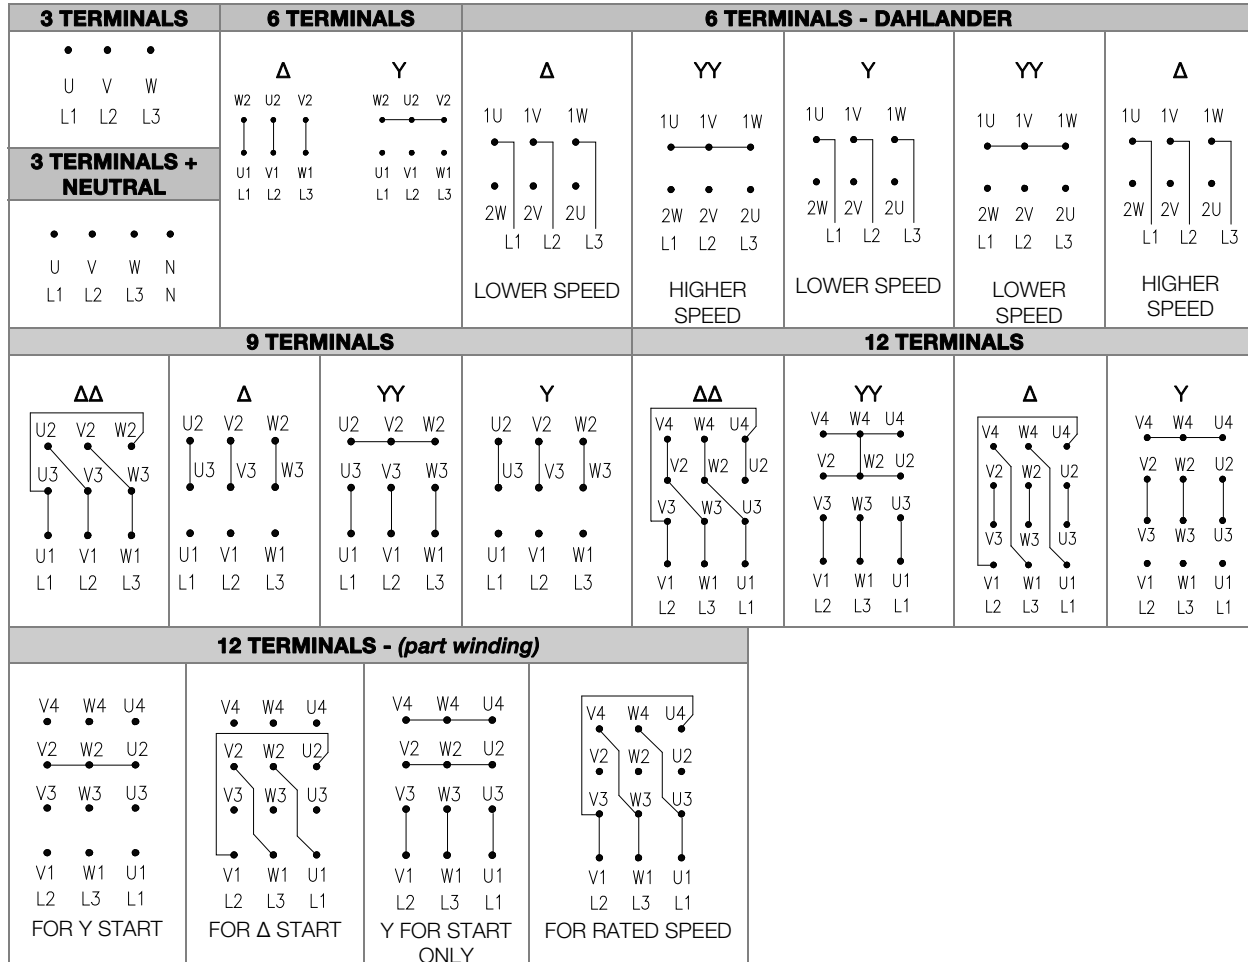 3 TERMINALS
U V W
L1 L2 L3
3 TERMINALS +
NEUTRAL
U V W N
L1 L2 L3 N
6 TERMINALS
Δ
W2 U2 V2
U1 V1 W1
L1 L2 L3
Y
W2 U2 V2
U1 V1 W1
L1 L2 L3
6 TERMINALS - DAHLANDER
Δ
1U 1V 1W
2W 2V 2U
L1 L2 L3
LOWER SPEED
YY
1U 1V 1W
2W 2V 2U
L1 L2 L3
HIGHER
SPEED
Y
1U 1V 1W
2W 2V 2U
L1 L2 L3
LOWER SPEED
YY
1U 1V 1W
2W 2V 2U
L1 L2 L3
LOWER
SPEED
Δ
1U 1V 1W
2W 2V 2U
L1 L2 L3
HIGHER
SPEED
9 TERMINALS
ΔΔ
U2 V2 W2
U3 V3 W3
U1 V1 W1
L1 L2 L3
Δ
U2 V2 W2
U3 V3 W3
U1 V1 W1
L1 L2 L3
YY
U2 V2 W2
U3 V3 W3
U1 V1 W1
L1 L2 L3
Y
U2 V2 W2
U3 V3 W3
U1 V1 W1
L1 L2 L3
12 TERMINALS
ΔΔ
V4 W4 U4
V2 W2 U2
V3 W3 U3
V1 W1 U1
L2 L3 L1
YY
V4 W4 U4
V2 W2 U2
V3 W3 U3
V1 W1 U1
L2 L3 L1
Δ
V4 W4 U4
V2 W2 U2
V3 W3 U3
V1 W1 U1
L2 L3 L1
Y
V4 W4 U4
V2 W2 U2
V3 W3 U3
V1 W1 U1
L2 L3 L1
12 TERMINALS - (part winding)
V4 W4 U4
V2 W2 U2
V3 W3 U3
V1 W1 U1
L2 L3 L1
FOR Y START
V4 W4 U4
V2 W2 U2
V3 W3 U3
V1 W1 U1
L2 L3 L1
FOR Δ START
V4 W4 U4
V2 W2 U2
V3 W3 U3
V1 W1 U1
L2 L3 L1
Y FOR START
ONLY
V4 W4 U4
V2 W2 U2
V3 W3 U3
V1 W1 U1
L2 L3 L1
FOR RATED SPEED